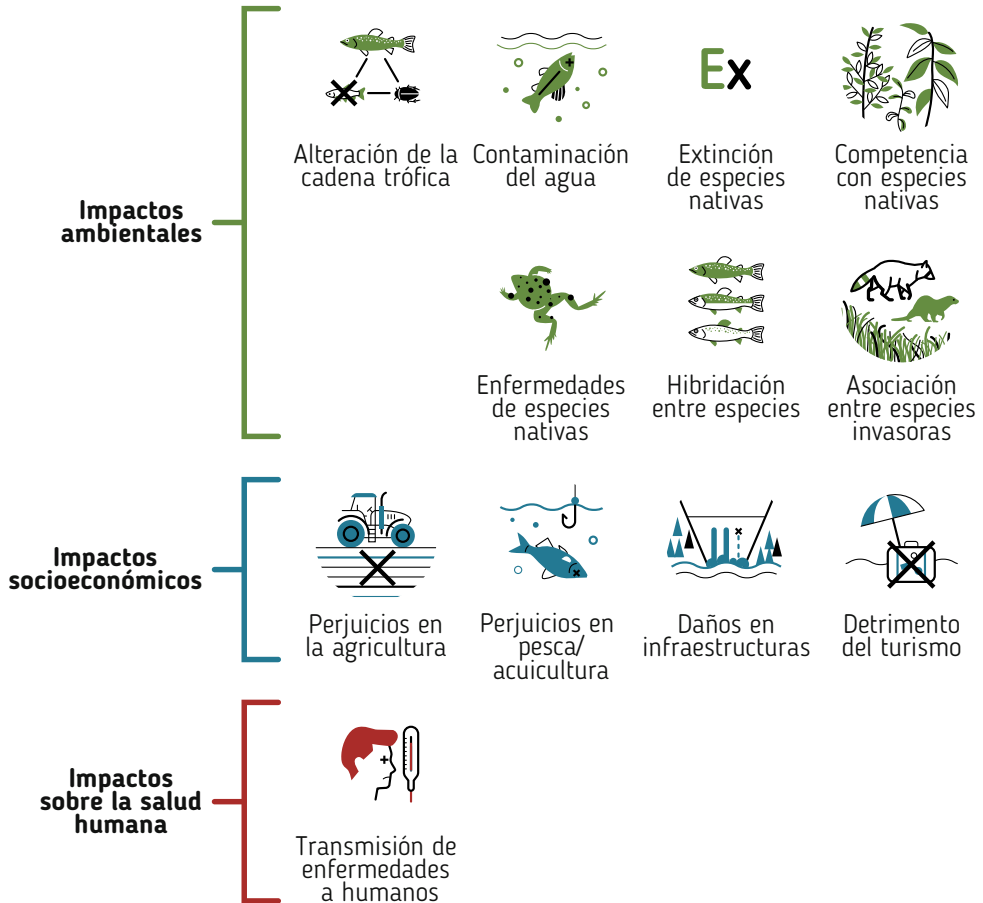 Impactos
ambientales
Alteración de la
cadena trófica
Contaminación
del agua
Ex
Extinción
de especies
nativas
Competencia
con especies
nativas
Enfermedades
de especies
nativas
Hibridación
entre especies
Asociación
entre especies
invasoras
Impactos
socioeconómicos
Perjuicios en
la agricultura
Perjuicios en
pesca/
acuicultura
Daños en
infraestructuras
Detrimento
del turismo
Impactos
sobre la salud
humana
Transmisión de
enfermedades
a humanos